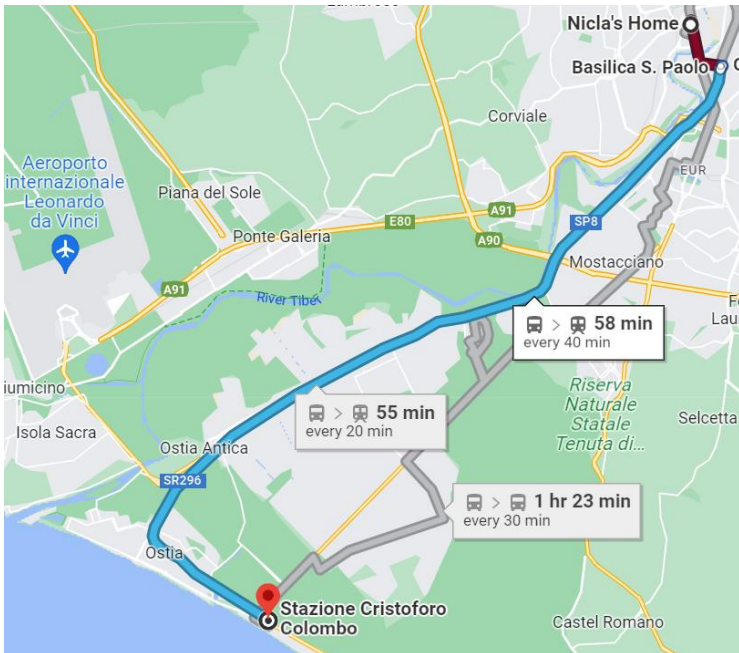 Nicla's Home
Basilica S. Paolo
Corviale
Aeroporto
internazionale
Leonardo
da Vinci
Piana del Sole
EUR
A91
E80
SP8
Ponte Galeria
A90
Mostacciano
A91
River Tiber
58 min
every 40 min
iumicino
Riserva
Naturale
Statale
Tenuta di...
55 min
every 20 min
Selcetta
Isola Sacra
Ostia Antica
SR296
1 hr 23 min
every 30 min
Ostia
Stazione Cristoforo
Colombo
Castel Romano